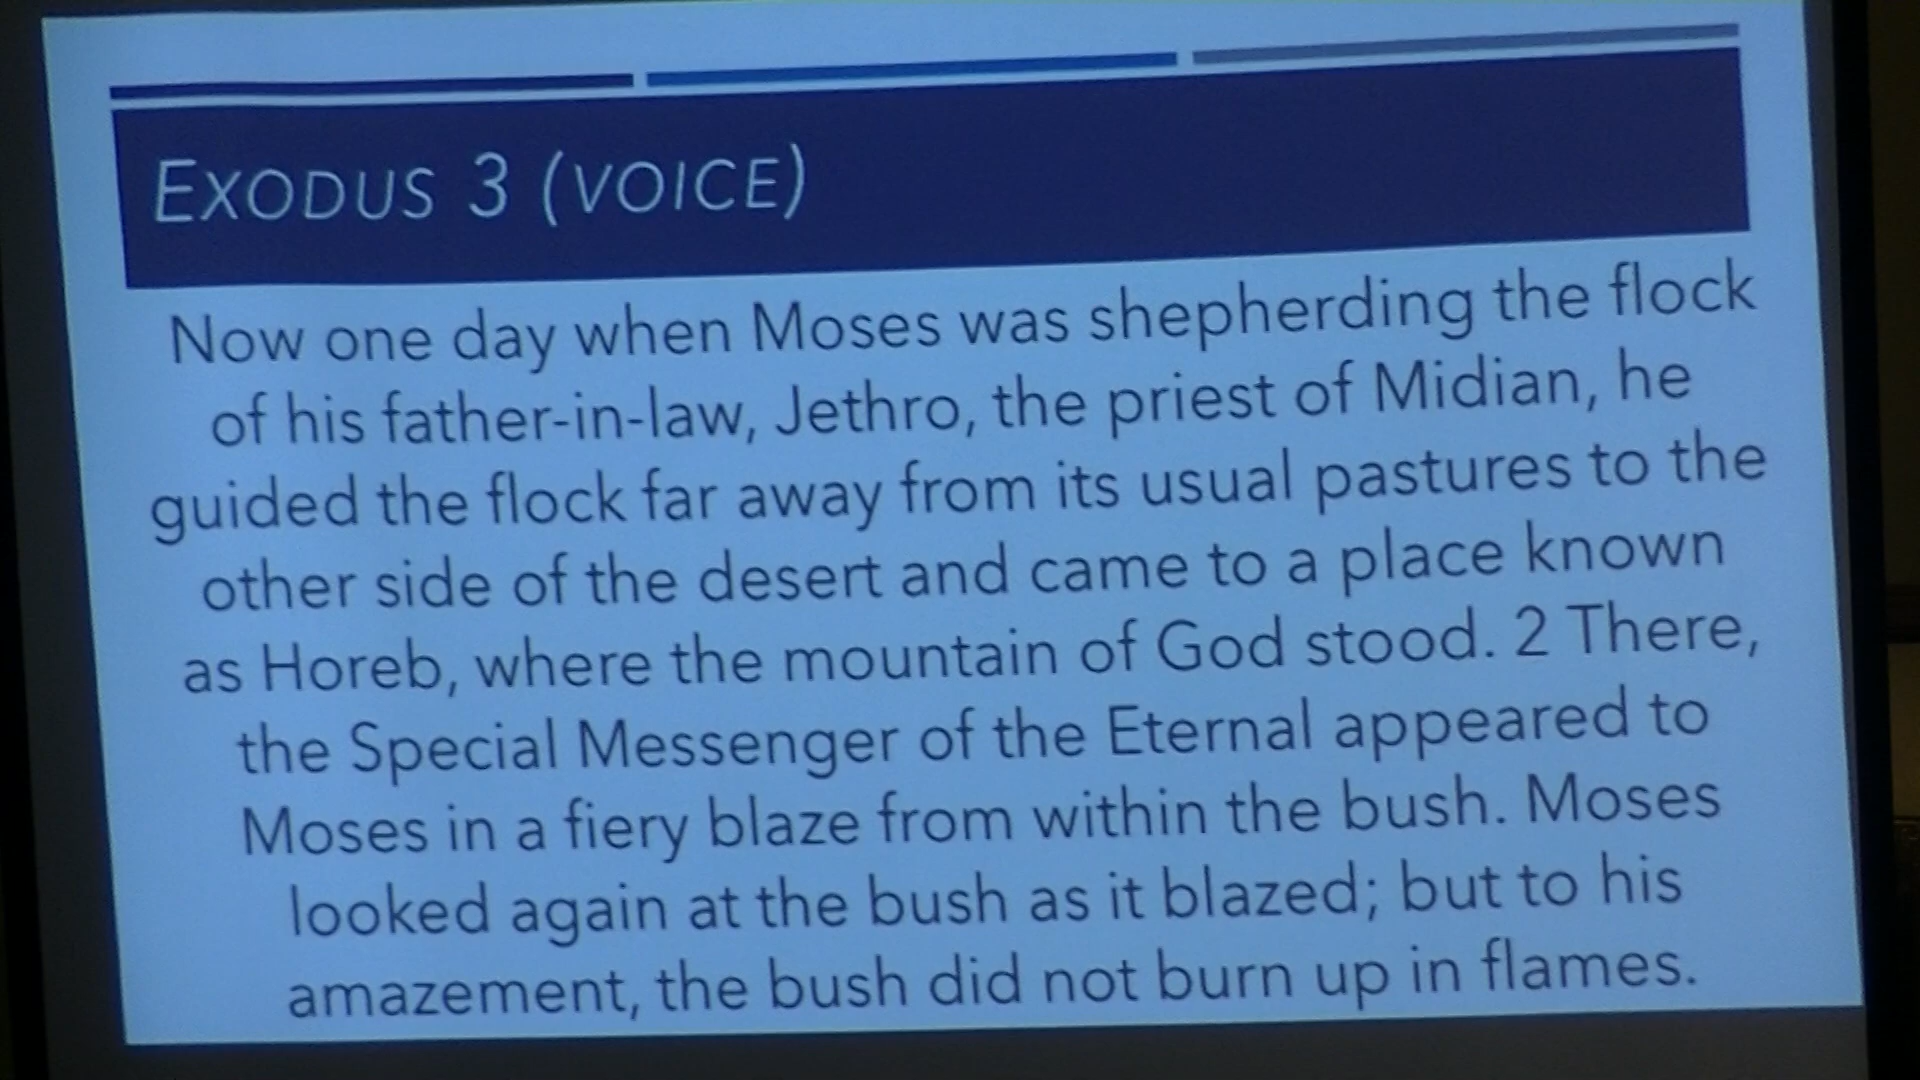 EXODUS 3 (VOICE)
Now one day when Moses was shepherding the flock
of his father-in-law, Jethro, the priest of Midian, he
guided the flock far away from its usual pastures to the
other side of the desert and came to a place known
as Horeb, where the mountain of God stood. 2 There,
the Special Messenger of the Eternal appeared to
Moses in a fiery blaze from within the bush. Moses
looked again at the bush as it blazed; but to his
amazement, the bush did not burn up in flames.